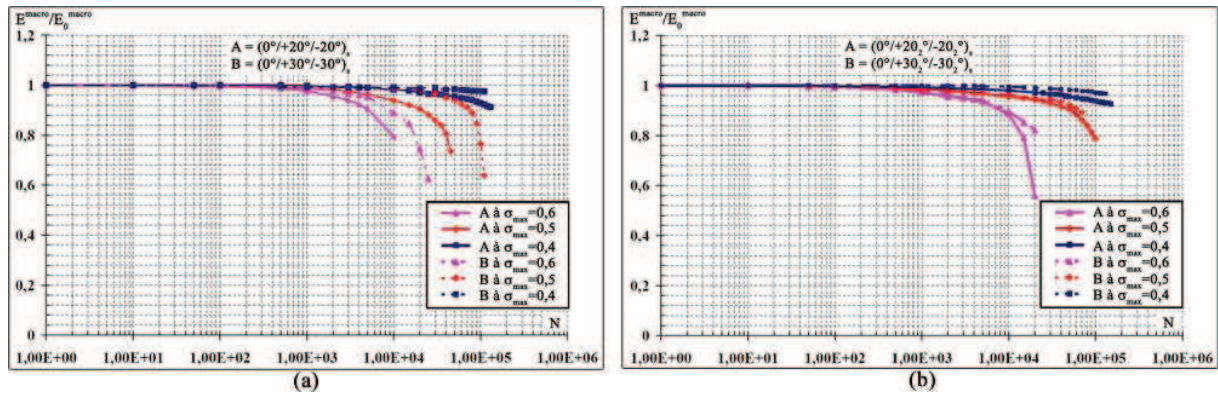 E^macro/E₀^macro
1,2
A = (0°/+20°/-20°)ₛ
B = (0°/+30°/-30°)ₛ
1
0,8
0,6
0,4
0,2
0
A à σmax=0,6
A à σmax=0,5
A à σmax=0,4
B à σmax=0,6
B à σmax=0,5
B à σmax=0,4
N
1,00E+00 1,00E+01 1,00E+02 1,00E+03 1,00E+04 1,00E+05 1,00E+06
(a)
E^macro/E₀^macro
1,2
A = (0°/+20₂°/-20₂°)ₛ
B = (0°/+30₂°/-30₂°)ₛ
1
0,8
0,6
0,4
0,2
0
A à σmax=0,6
A à σmax=0,5
A à σmax=0,4
B à σmax=0,6
B à σmax=0,5
B à σmax=0,4
N
1,00E+00 1,00E+01 1,00E+02 1,00E+03 1,00E+04 1,00E+05 1,00E+06
(b)